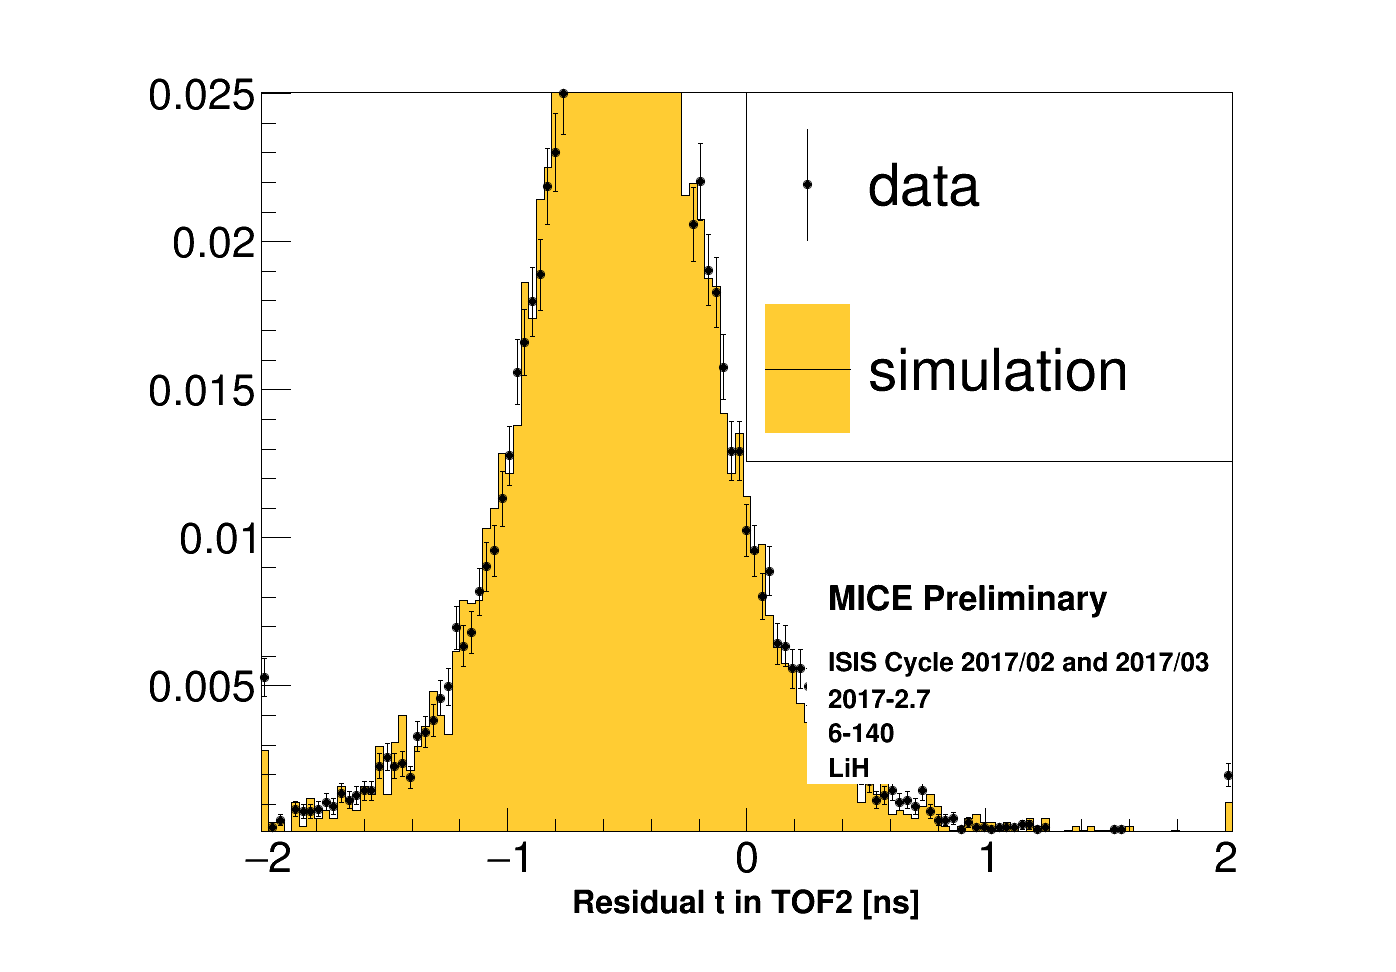 0.025
0.02
0.015
0.01
0.005
data
simulation
MICE Preliminary
ISIS Cycle 2017/02 and 2017/03
2017-2.7
6-140
LiH
−2 −1 0 1 2
Residual t in TOF2 [ns]